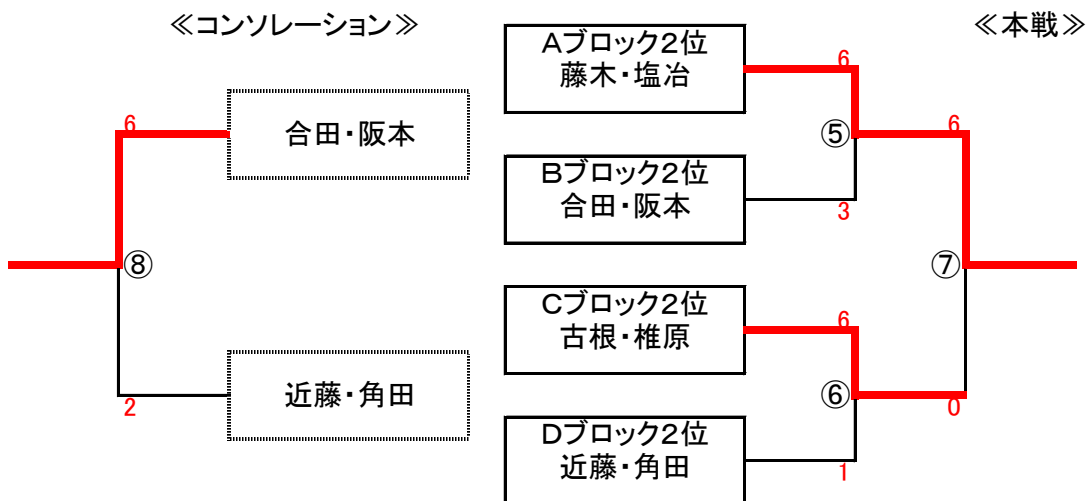 ≪コンソレーション≫
≪本戦≫
Aブロック2位
藤木・塩冶
6
6
合田・阪本
⑤
6
Bブロック2位
合田・阪本
3
⑧
⑦
Cブロック2位
古根・椎原
6
近藤・角田
2
⑥
0
Dブロック2位
近藤・角田
1